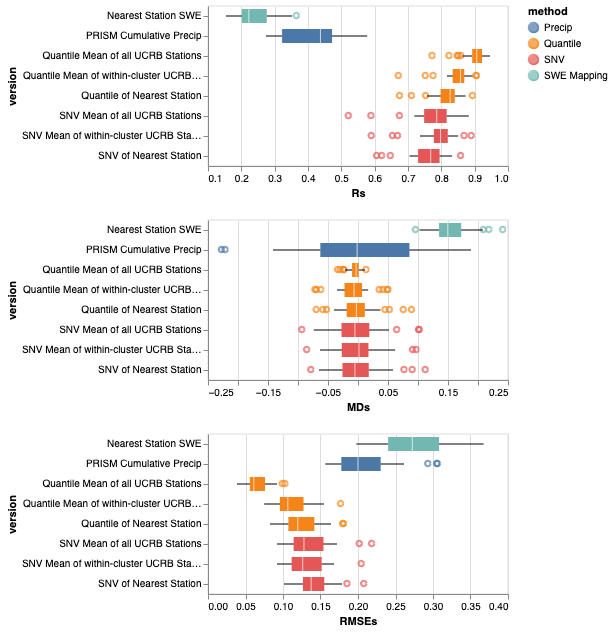 method
Precip
Quantile
SNV
SWE Mapping
version
Nearest Station SWE
PRISM Cumulative Precip
Quantile Mean of all UCRB Stations
Quantile Mean of within-cluster UCRB…
Quantile of Nearest Station
SNV Mean of all UCRB Stations
SNV Mean of within-cluster UCRB Sta…
SNV of Nearest Station
0.1 0.2 0.3 0.4 0.5 0.6 0.7 0.8 0.9 1.0
Rs
version
Nearest Station SWE
PRISM Cumulative Precip
Quantile Mean of all UCRB Stations
Quantile Mean of within-cluster UCRB…
Quantile of Nearest Station
SNV Mean of all UCRB Stations
SNV Mean of within-cluster UCRB Sta…
SNV of Nearest Station
−0.25 −0.15 −0.05 0.05 0.15 0.25
MDs
version
Nearest Station SWE
PRISM Cumulative Precip
Quantile Mean of all UCRB Stations
Quantile Mean of within-cluster UCRB…
Quantile of Nearest Station
SNV Mean of all UCRB Stations
SNV Mean of within-cluster UCRB Sta…
SNV of Nearest Station
0.00 0.05 0.10 0.15 0.20 0.25 0.30 0.35 0.40
RMSEs